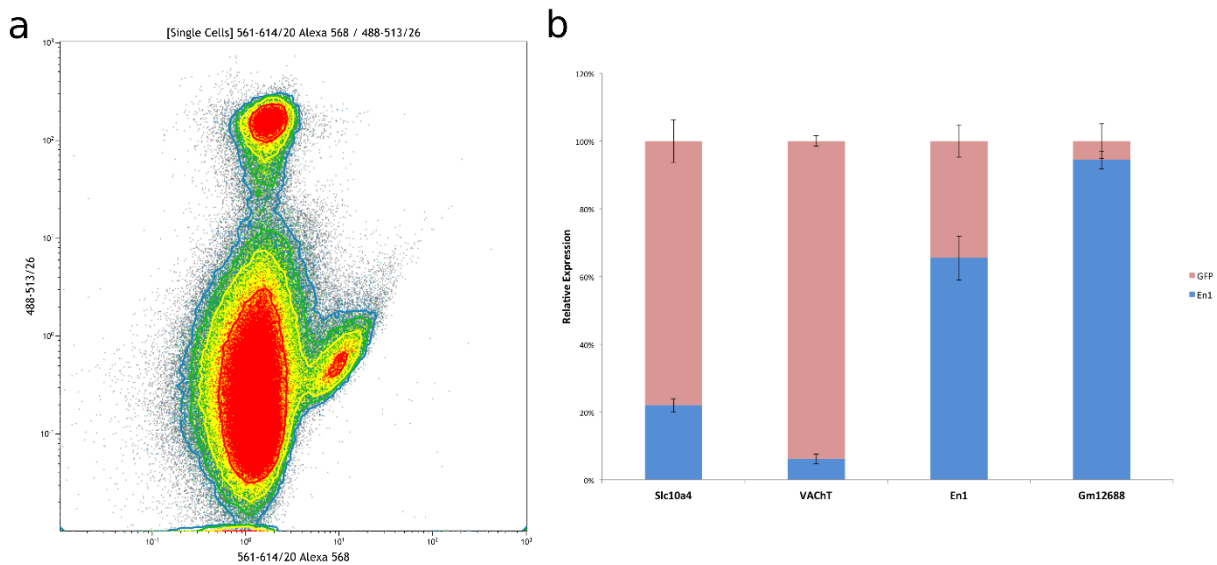 a
[Single Cells] 561-614/20 Alexa 568 / 488-513/26
10³
10²
10¹
10⁰
10⁻¹
488-513/26
10⁻¹
10⁰
10¹
10²
10³
561-614/20 Alexa 568
b
120%
100%
80%
60%
40%
20%
0%
Relative Expression
Slc10a4
VAChT
En1
Gm12688
GFP
En1